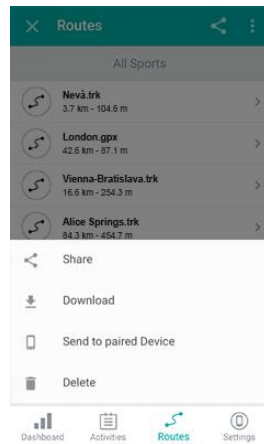 Routes
All Sports
Nevà.trk
3.7 km - 104.6 m
London.gpx
42.6 km - 87.1 m
Vienna-Bratislava.trk
16.6 km - 254.3 m
Alice Springs.trk
84.3 km - 454.7 m
Share
Download
Send to paired Device
Delete
Dashboard Activities Routes Settings